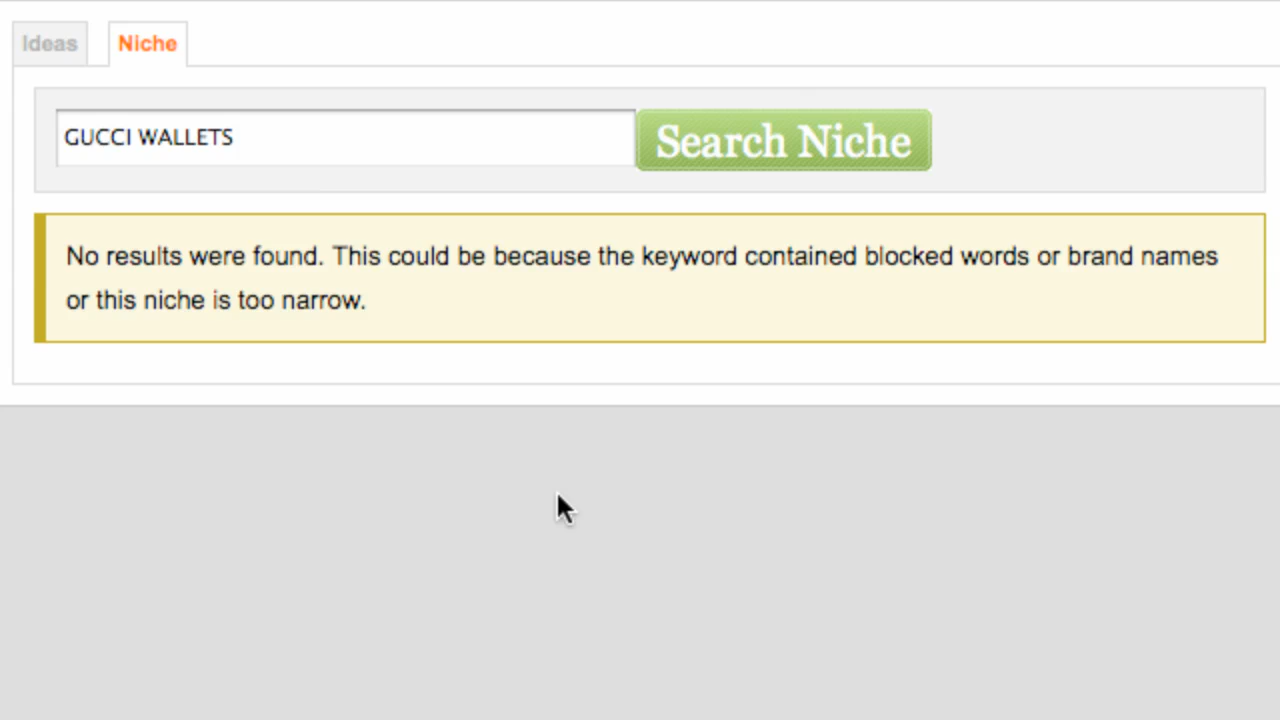 Ideas
Niche
GUCCI WALLETS
Search Niche
No results were found. This could be because the keyword contained blocked words or brand names
or this niche is too narrow.